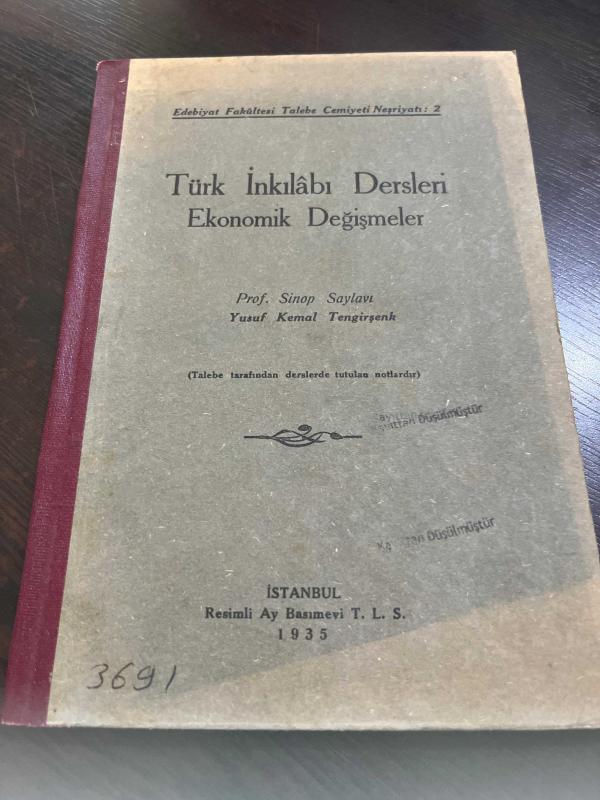 Edebiyat Fakültesi Talebe Cemiyeti Neşriyatı: 2
Türk İnkılâbı Dersleri
Ekonomik Değişmeler
Prof. Sinop Saylavı
Yusuf Kemal Tengirşenk
(Talebe tarafından derslerde tutulan notlardır)
Düşülmüştür
Düşülmüştür
İSTANBUL
Resimli Ay Basımevi T. L. S.
1935
3691